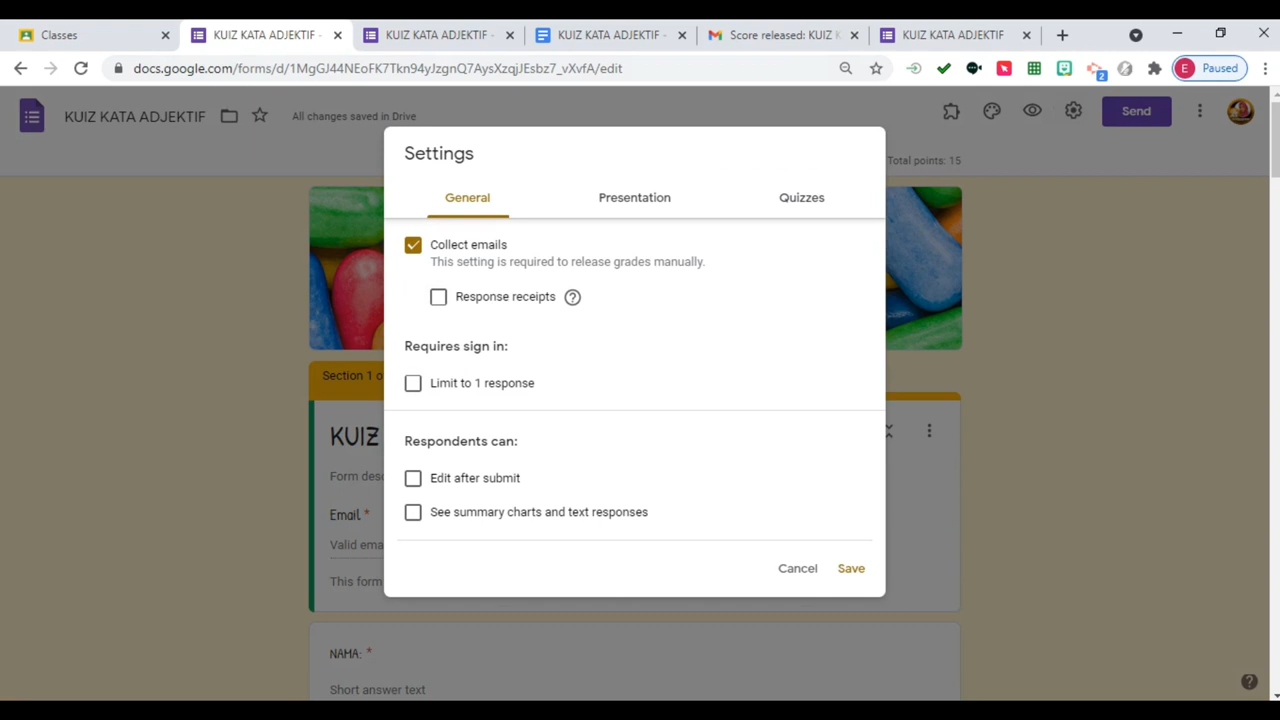 Classes
KUIZ KATA ADJEKTIF -
KUIZ KATA ADJEKTIF -
KUIZ KATA ADJEKTIF -
Score released: KUIZ K
KUIZ KATA ADJEKTIF
docs.google.com/forms/d/1MgGJ44NEoFK7Tkn94yJzgnQ7AysXzqjJEsbz7_vXvfA/edit
2
E
Paused
KUIZ KATA ADJEKTIF
All changes saved in Drive
Send
Total points: 15
Settings
General
Presentation
Quizzes
Collect emails
This setting is required to release grades manually.
Response receipts
Requires sign in:
Limit to 1 response
Respondents can:
Edit after submit
See summary charts and text responses
Cancel
Save
Section 1 o
KUIZ
Form desc
Email *
Valid emai
This form
NAMA: *
Short answer text